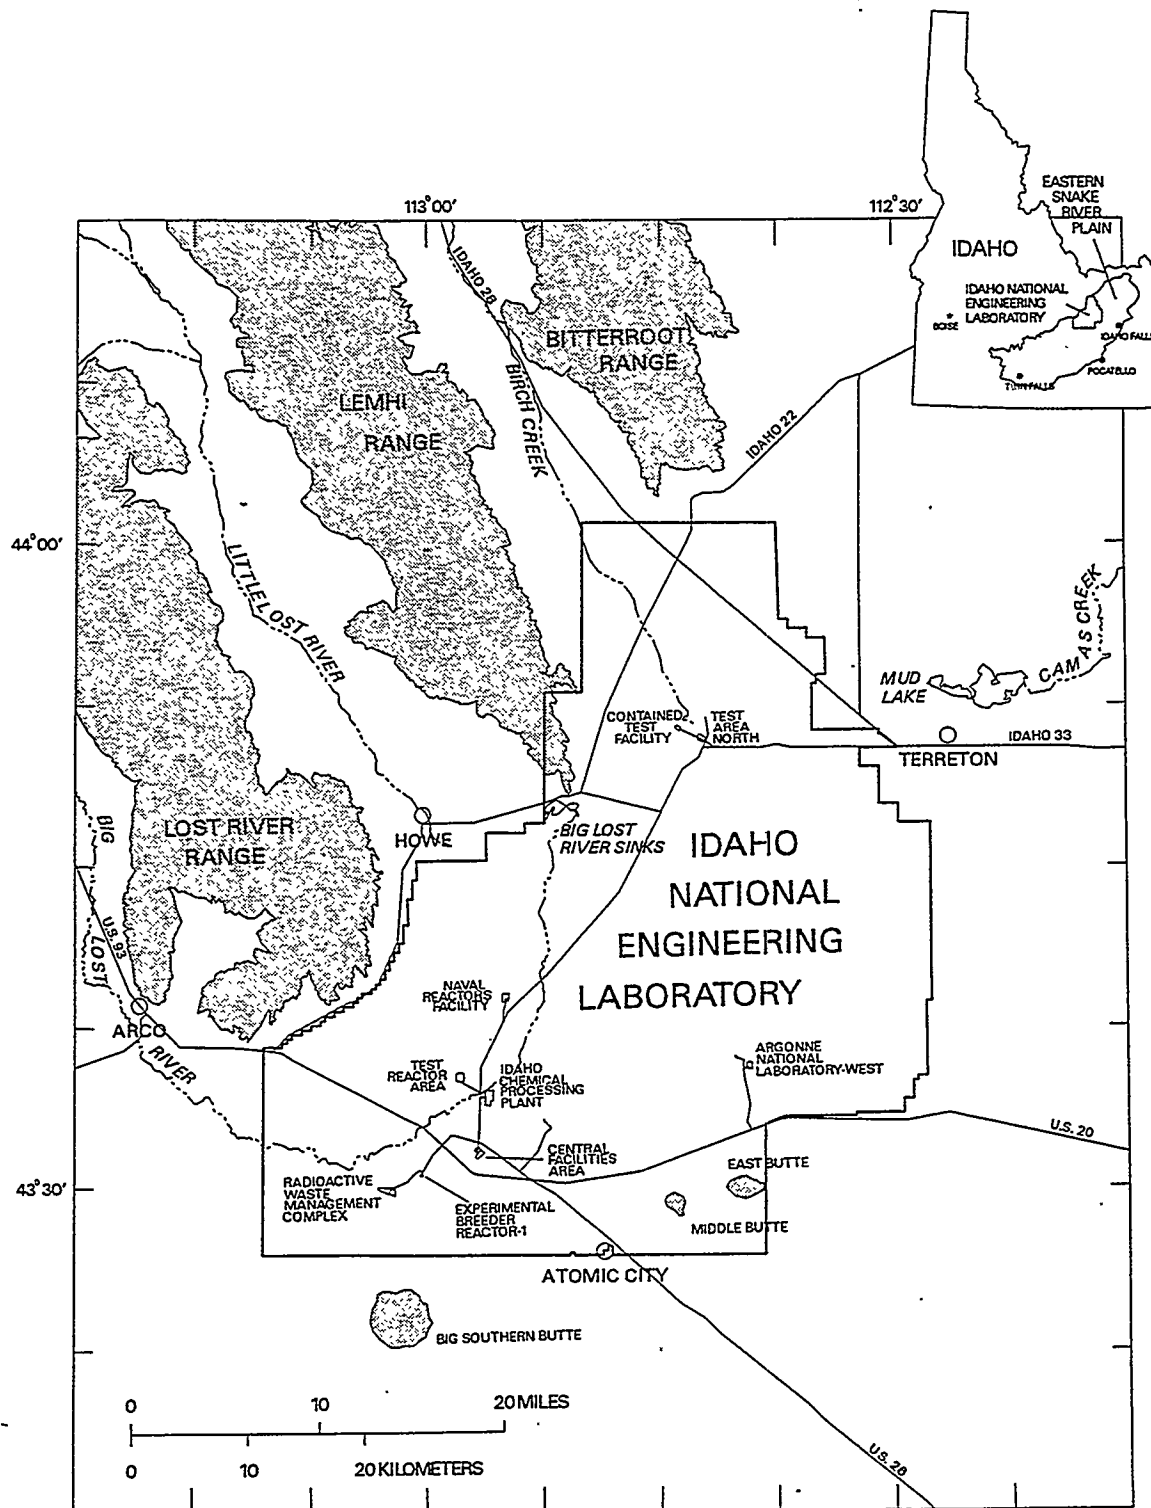 113°00'
112°30'
EASTERN
SNAKE
RIVER
PLAIN
IDAHO
IDAHO NATIONAL
ENGINEERING
LABORATORY
BOISE
IDAHO FALLS
POCATELLO
TWIN FALLS
IDAHO 28
BITTERROOT
RANGE
BIRCH CREEK
LEMHI
RANGE
IDAHO 22
44°00'
LITTLE LOST RIVER
CAMAS CREEK
MUD
LAKE
CONTAINED
TEST
FACILITY
TEST
AREA
NORTH
IDAHO 33
TERRETON
HOWE
BIG LOST
RIVER SINKS
LOST RIVER
RANGE
BIG
LOST
RIVER
U.S. 93
ARCO
IDAHO
NATIONAL
ENGINEERING
LABORATORY
NAVAL
REACTORS
FACILITY
TEST
REACTOR
AREA
IDAHO
CHEMICAL
PROCESSING
PLANT
ARGONNE
NATIONAL
LABORATORY-WEST
U.S. 20
CENTRAL
FACILITIES
AREA
EAST BUTTE
43°30'
RADIOACTIVE
WASTE
MANAGEMENT
COMPLEX
EXPERIMENTAL
BREEDER
REACTOR-1
MIDDLE BUTTE
ATOMIC CITY
BIG SOUTHERN BUTTE
0 10 20 MILES
0 10 20 KILOMETERS
U.S. 26